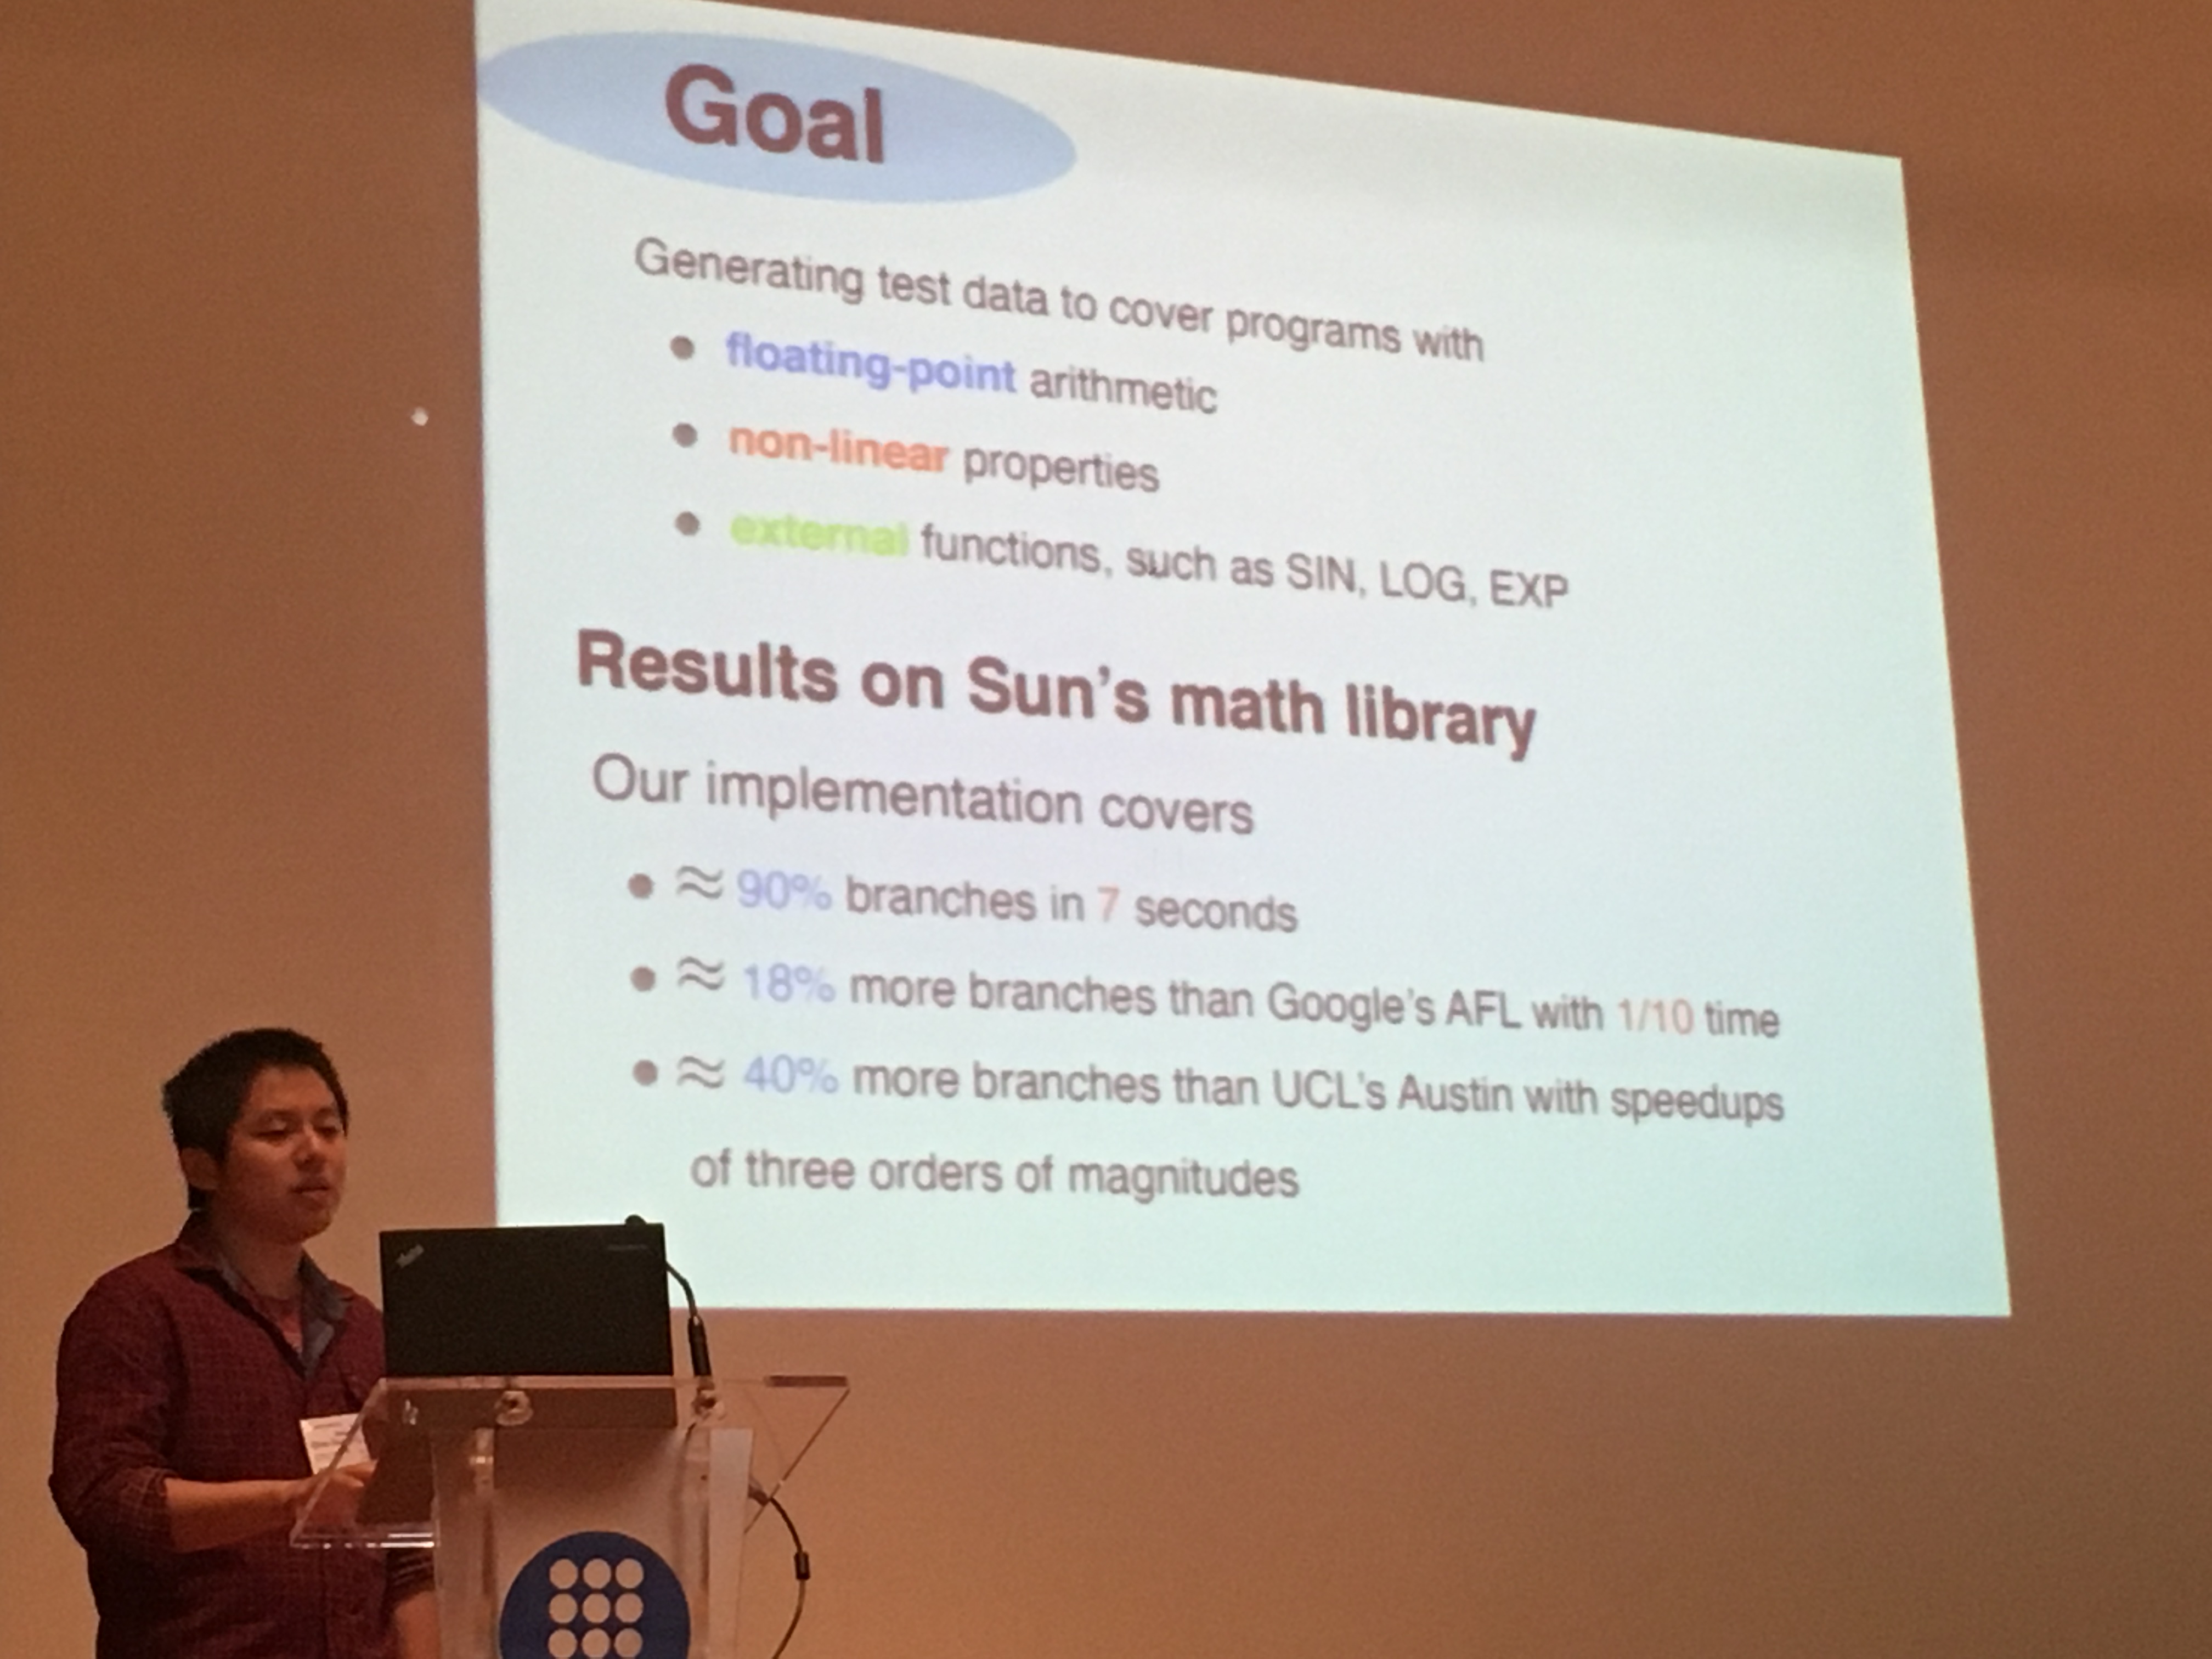 Goal
Generating test data to cover programs with
• floating-point arithmetic
• non-linear properties
• external functions, such as SIN, LOG, EXP
Results on Sun's math library
Our implementation covers
• ≈ 90% branches in 7 seconds
• ≈ 18% more branches than Google's AFL with 1/10 time
• ≈ 40% more branches than UCL's Austin with speedups
of three orders of magnitudes